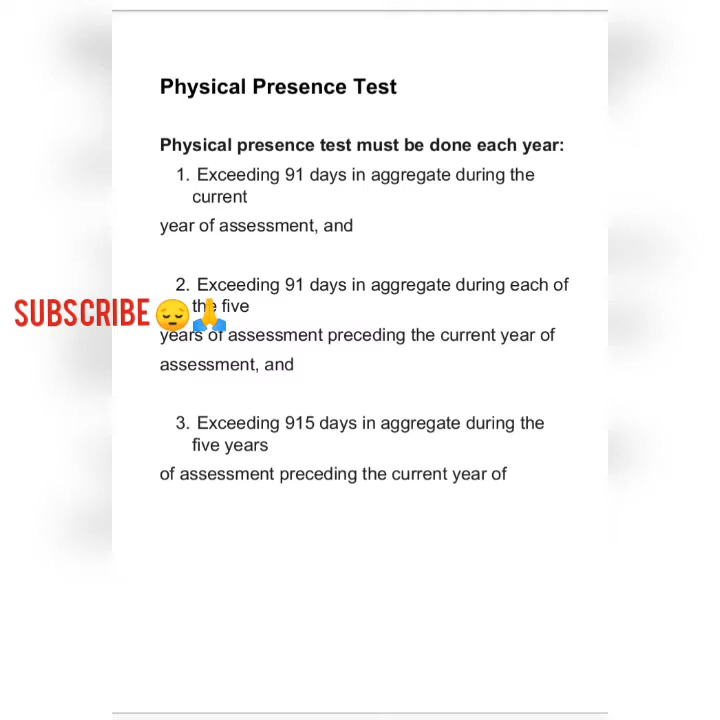 Physical Presence Test
Physical presence test must be done each year:
1. Exceeding 91 days in aggregate during the
current
year of assessment, and
2. Exceeding 91 days in aggregate during each of
the five
SUBSCRIBE 😔🙏
years of assessment preceding the current year of
assessment, and
3. Exceeding 915 days in aggregate during the
five years
of assessment preceding the current year of